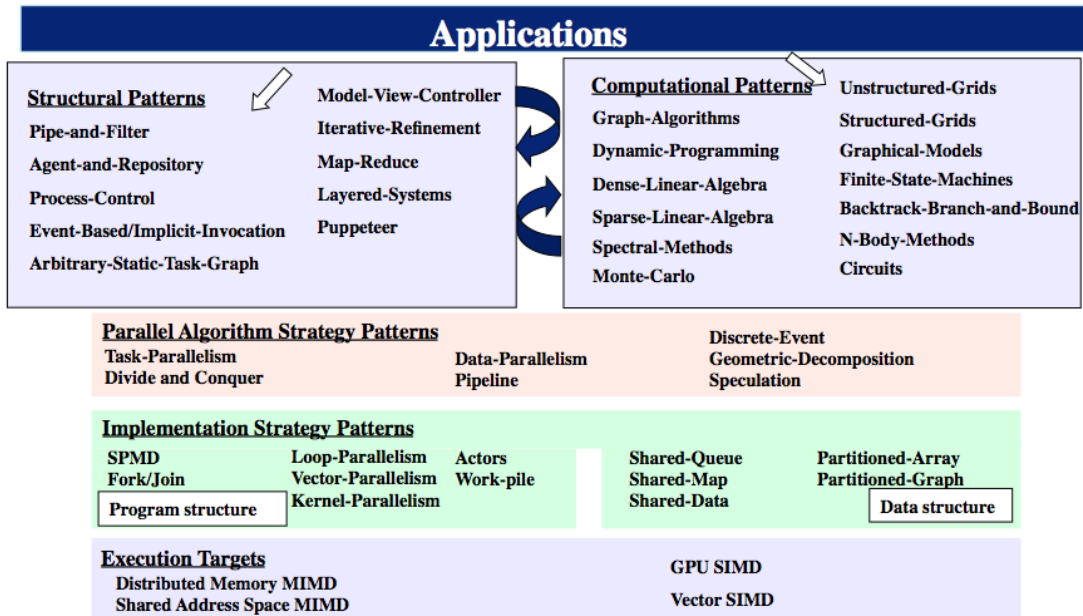 Applications
Structural Patterns
Pipe-and-Filter
Agent-and-Repository
Process-Control
Event-Based/Implicit-Invocation
Arbitrary-Static-Task-Graph
Model-View-Controller
Iterative-Refinement
Map-Reduce
Layered-Systems
Puppeteer
Computational Patterns
Graph-Algorithms
Dynamic-Programming
Dense-Linear-Algebra
Sparse-Linear-Algebra
Spectral-Methods
Monte-Carlo
Unstructured-Grids
Structured-Grids
Graphical-Models
Finite-State-Machines
Backtrack-Branch-and-Bound
N-Body-Methods
Circuits
Parallel Algorithm Strategy Patterns
Task-Parallelism
Divide and Conquer
Data-Parallelism
Pipeline
Discrete-Event
Geometric-Decomposition
Speculation
Implementation Strategy Patterns
SPMD
Fork/Join
Program structure
Loop-Parallelism
Vector-Parallelism
Kernel-Parallelism
Actors
Work-pile
Shared-Queue
Shared-Map
Shared-Data
Partitioned-Array
Partitioned-Graph
Data structure
Execution Targets
Distributed Memory MIMD
Shared Address Space MIMD
GPU SIMD
Vector SIMD